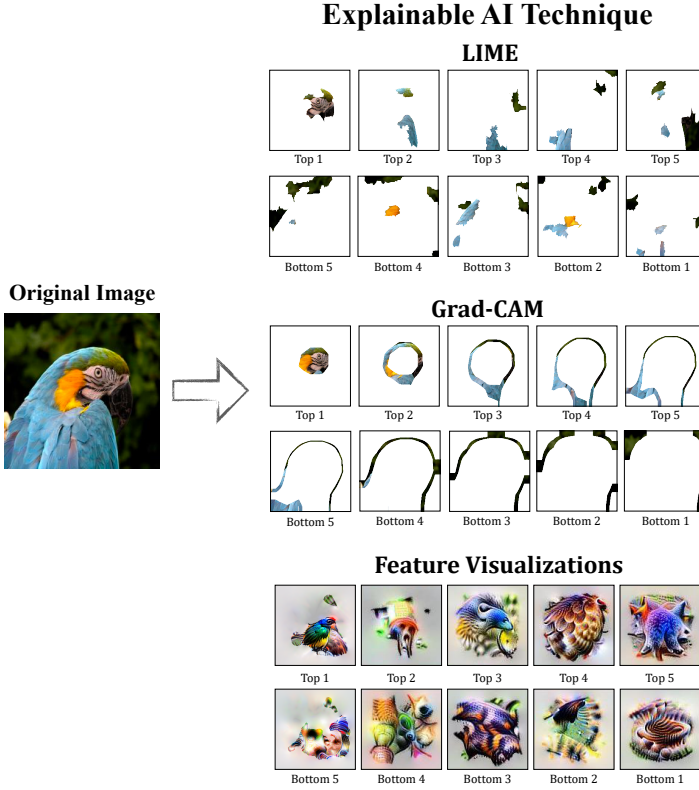 Explainable AI Technique
LIME
Top 1 Top 2 Top 3 Top 4 Top 5
Bottom 5 Bottom 4 Bottom 3 Bottom 2 Bottom 1
Original Image
Grad-CAM
Top 1 Top 2 Top 3 Top 4 Top 5
Bottom 5 Bottom 4 Bottom 3 Bottom 2 Bottom 1
Feature Visualizations
Top 1 Top 2 Top 3 Top 4 Top 5
Bottom 5 Bottom 4 Bottom 3 Bottom 2 Bottom 1